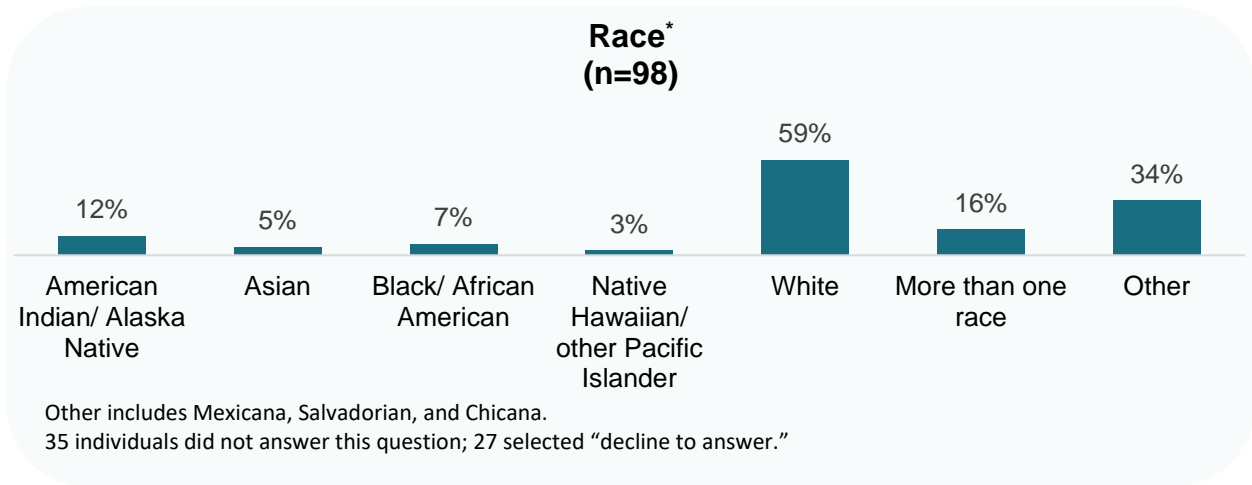 Race*
(n=98)
12%
5%
7%
3%
59%
16%
34%
American
Indian/ Alaska
Native
Asian
Black/ African
American
Native
Hawaiian/
other Pacific
Islander
White
More than one
race
Other
Other includes Mexicana, Salvadorian, and Chicana.
35 individuals did not answer this question; 27 selected “decline to answer.”